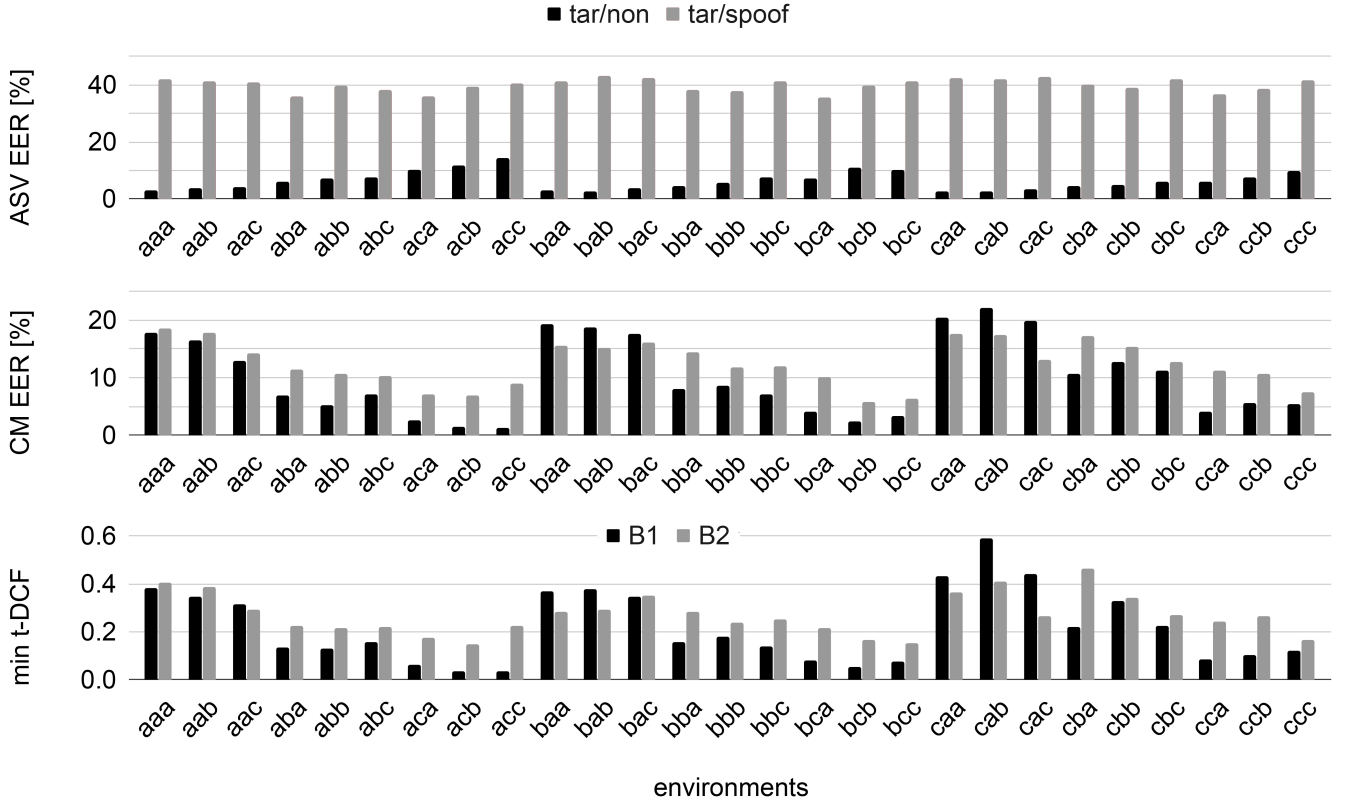 tar/non tar/spoof
ASV EER [%]
40
20
0
aaa aab aac aba abb abc aca acb acc baa bab bac bba bbb bbc bca bcb bcc caa cab cac cba cbb cbc cca ccb ccc
CM EER [%]
20
10
0
aaa aab aac aba abb abc aca acb acc baa bab bac bba bbb bbc bca bcb bcc caa cab cac cba cbb cbc cca ccb ccc
B1 B2
min t-DCF
0.6
0.4
0.2
0.0
aaa aab aac aba abb abc aca acb acc baa bab bac bba bbb bbc bca bcb bcc caa cab cac cba cbb cbc cca ccb ccc
environments